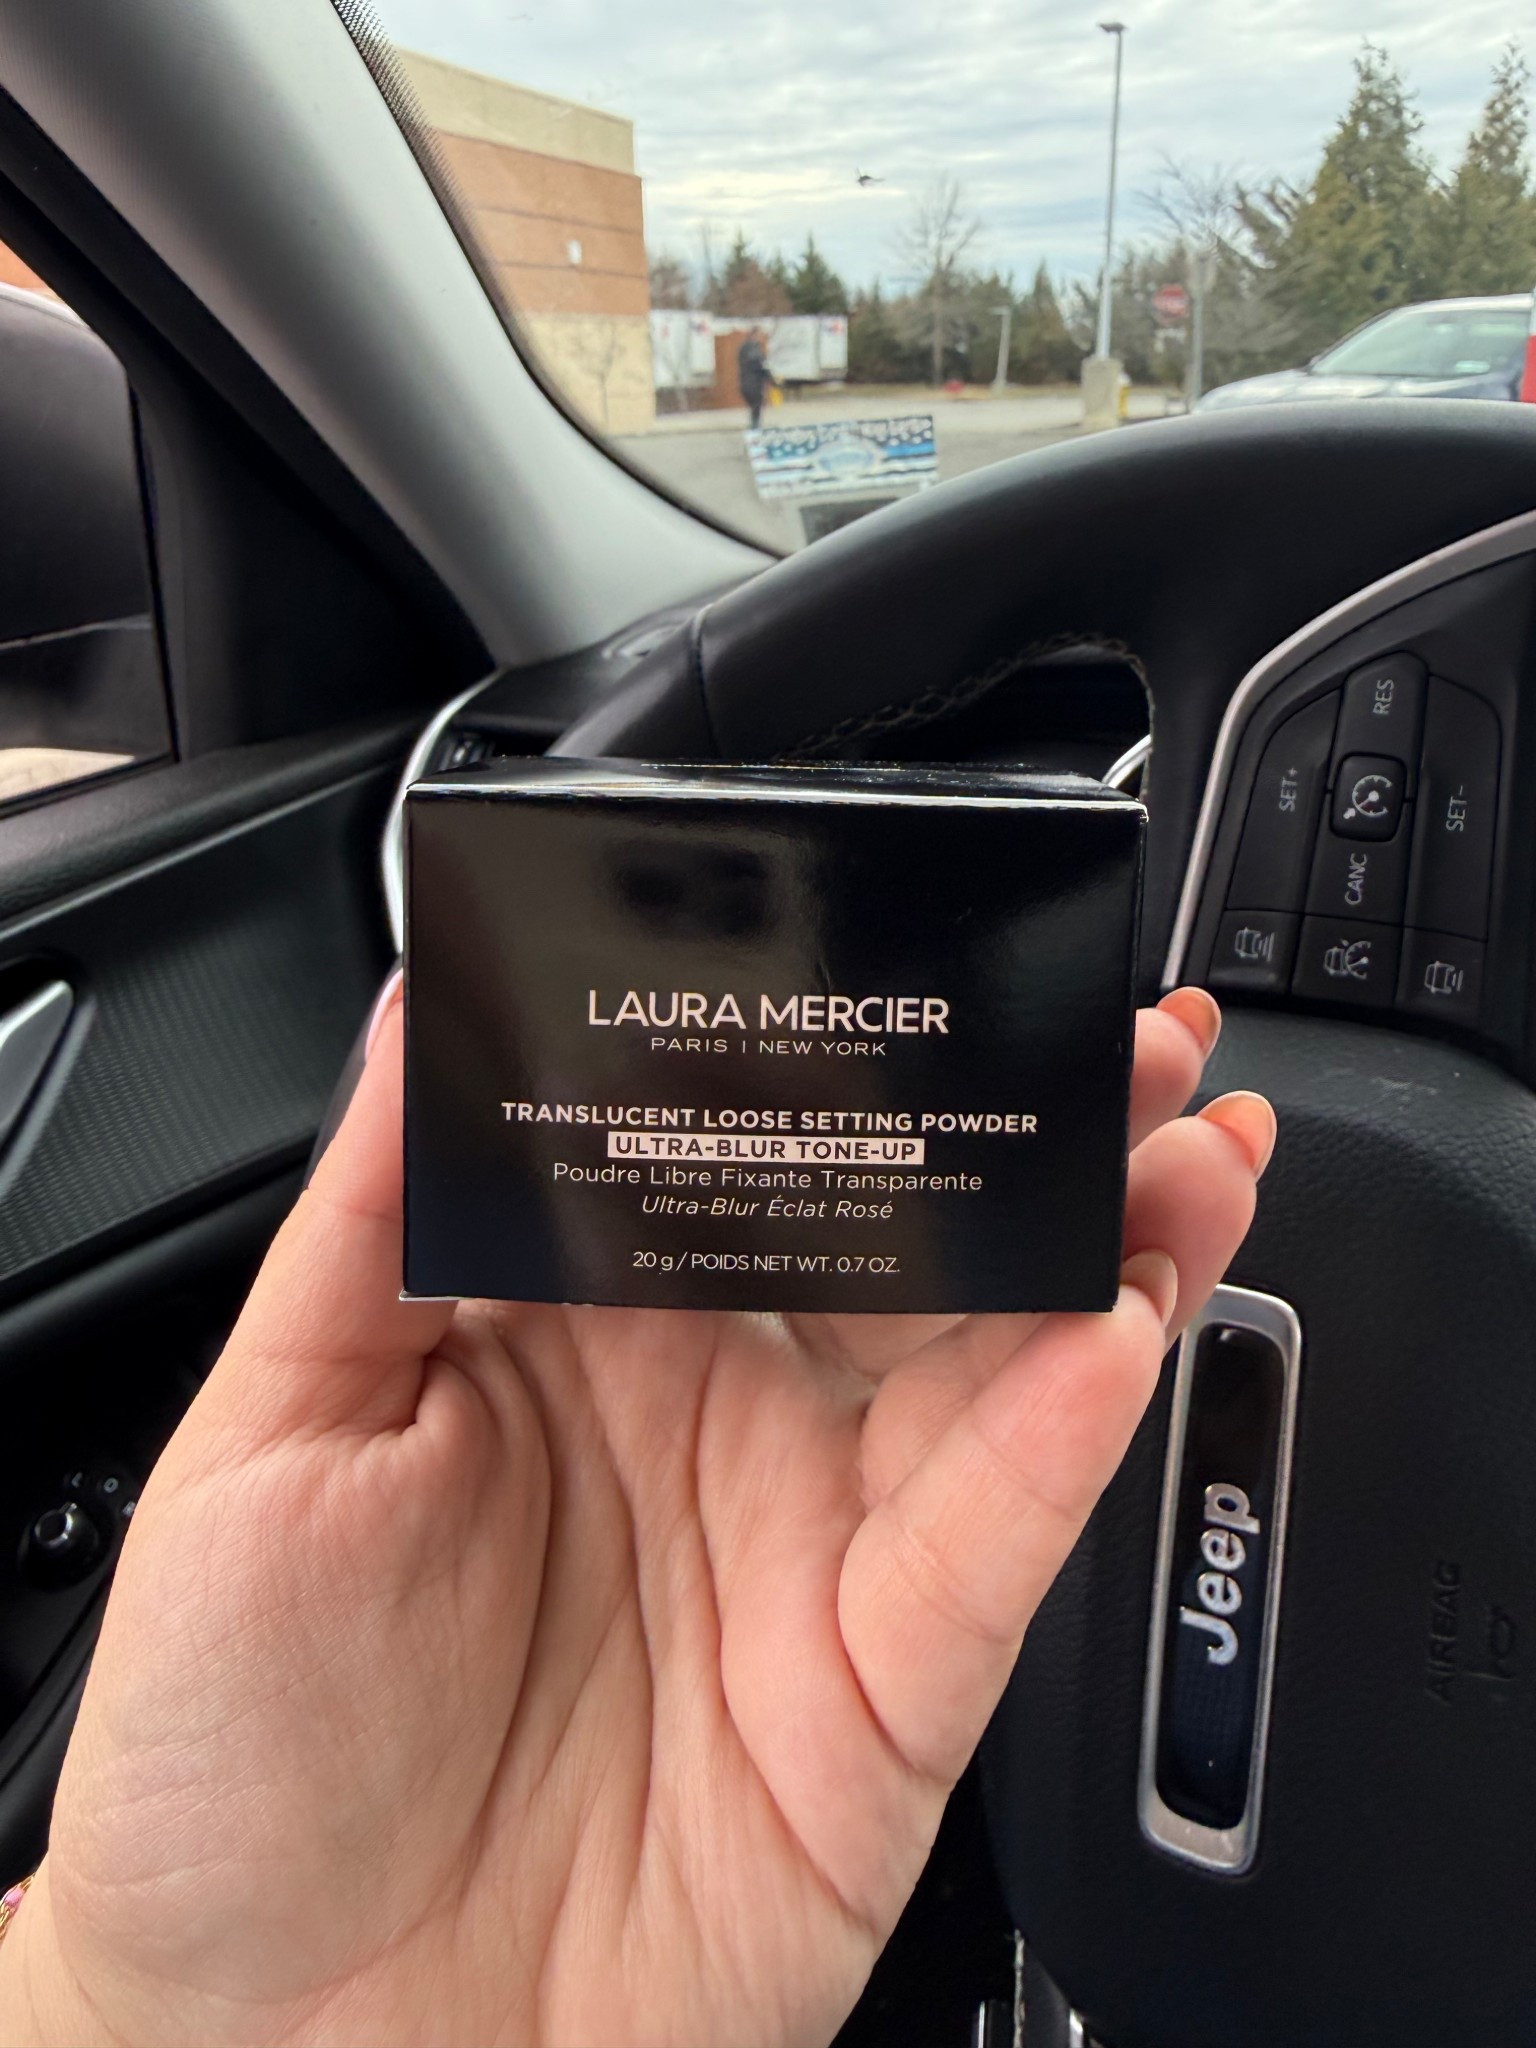 RES
SET+
SET-
CANC
LAURA MERCIER
PARIS | NEW YORK
TRANSLUCENT LOOSE SETTING POWDER
ULTRA-BLUR TONE-UP
Poudre Libre Fixante Transparente
Ultra-Blur Éclat Rosé
20 g / POIDS NET WT. 0.7 OZ.
L O R
Jeep
AIRBAG